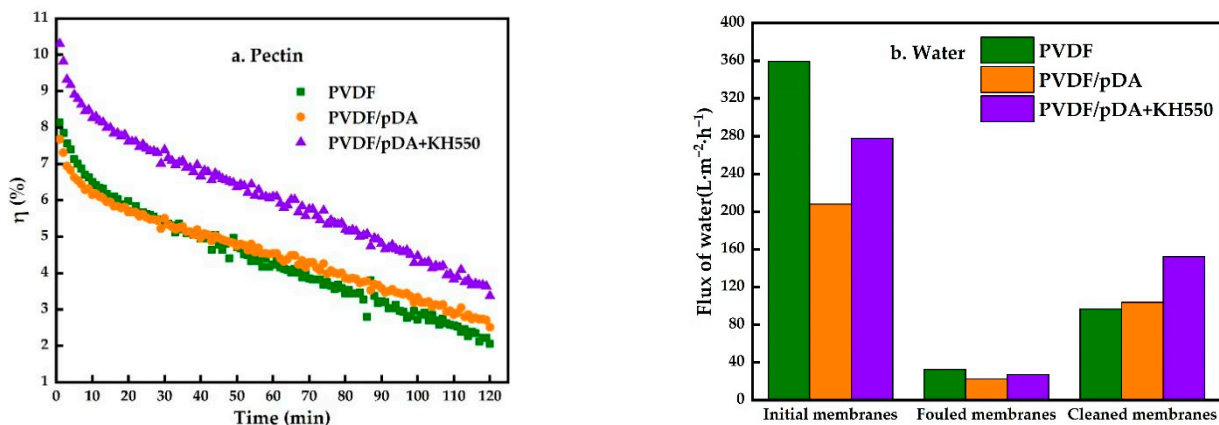 a. Pectin
PVDF
PVDF/pDA
PVDF/pDA+KH550
η (%)
11
10
9
8
7
6
5
4
3
2
1
0 10 20 30 40 50 60 70 80 90 100 110 120
Time (min)
b. Water
PVDF
PVDF/pDA
PVDF/pDA+KH550
Flux of water(L·m⁻²·h⁻¹)
360
320
280
240
200
160
120
80
40
0
Initial membranes Fouled membranes Cleaned membranes